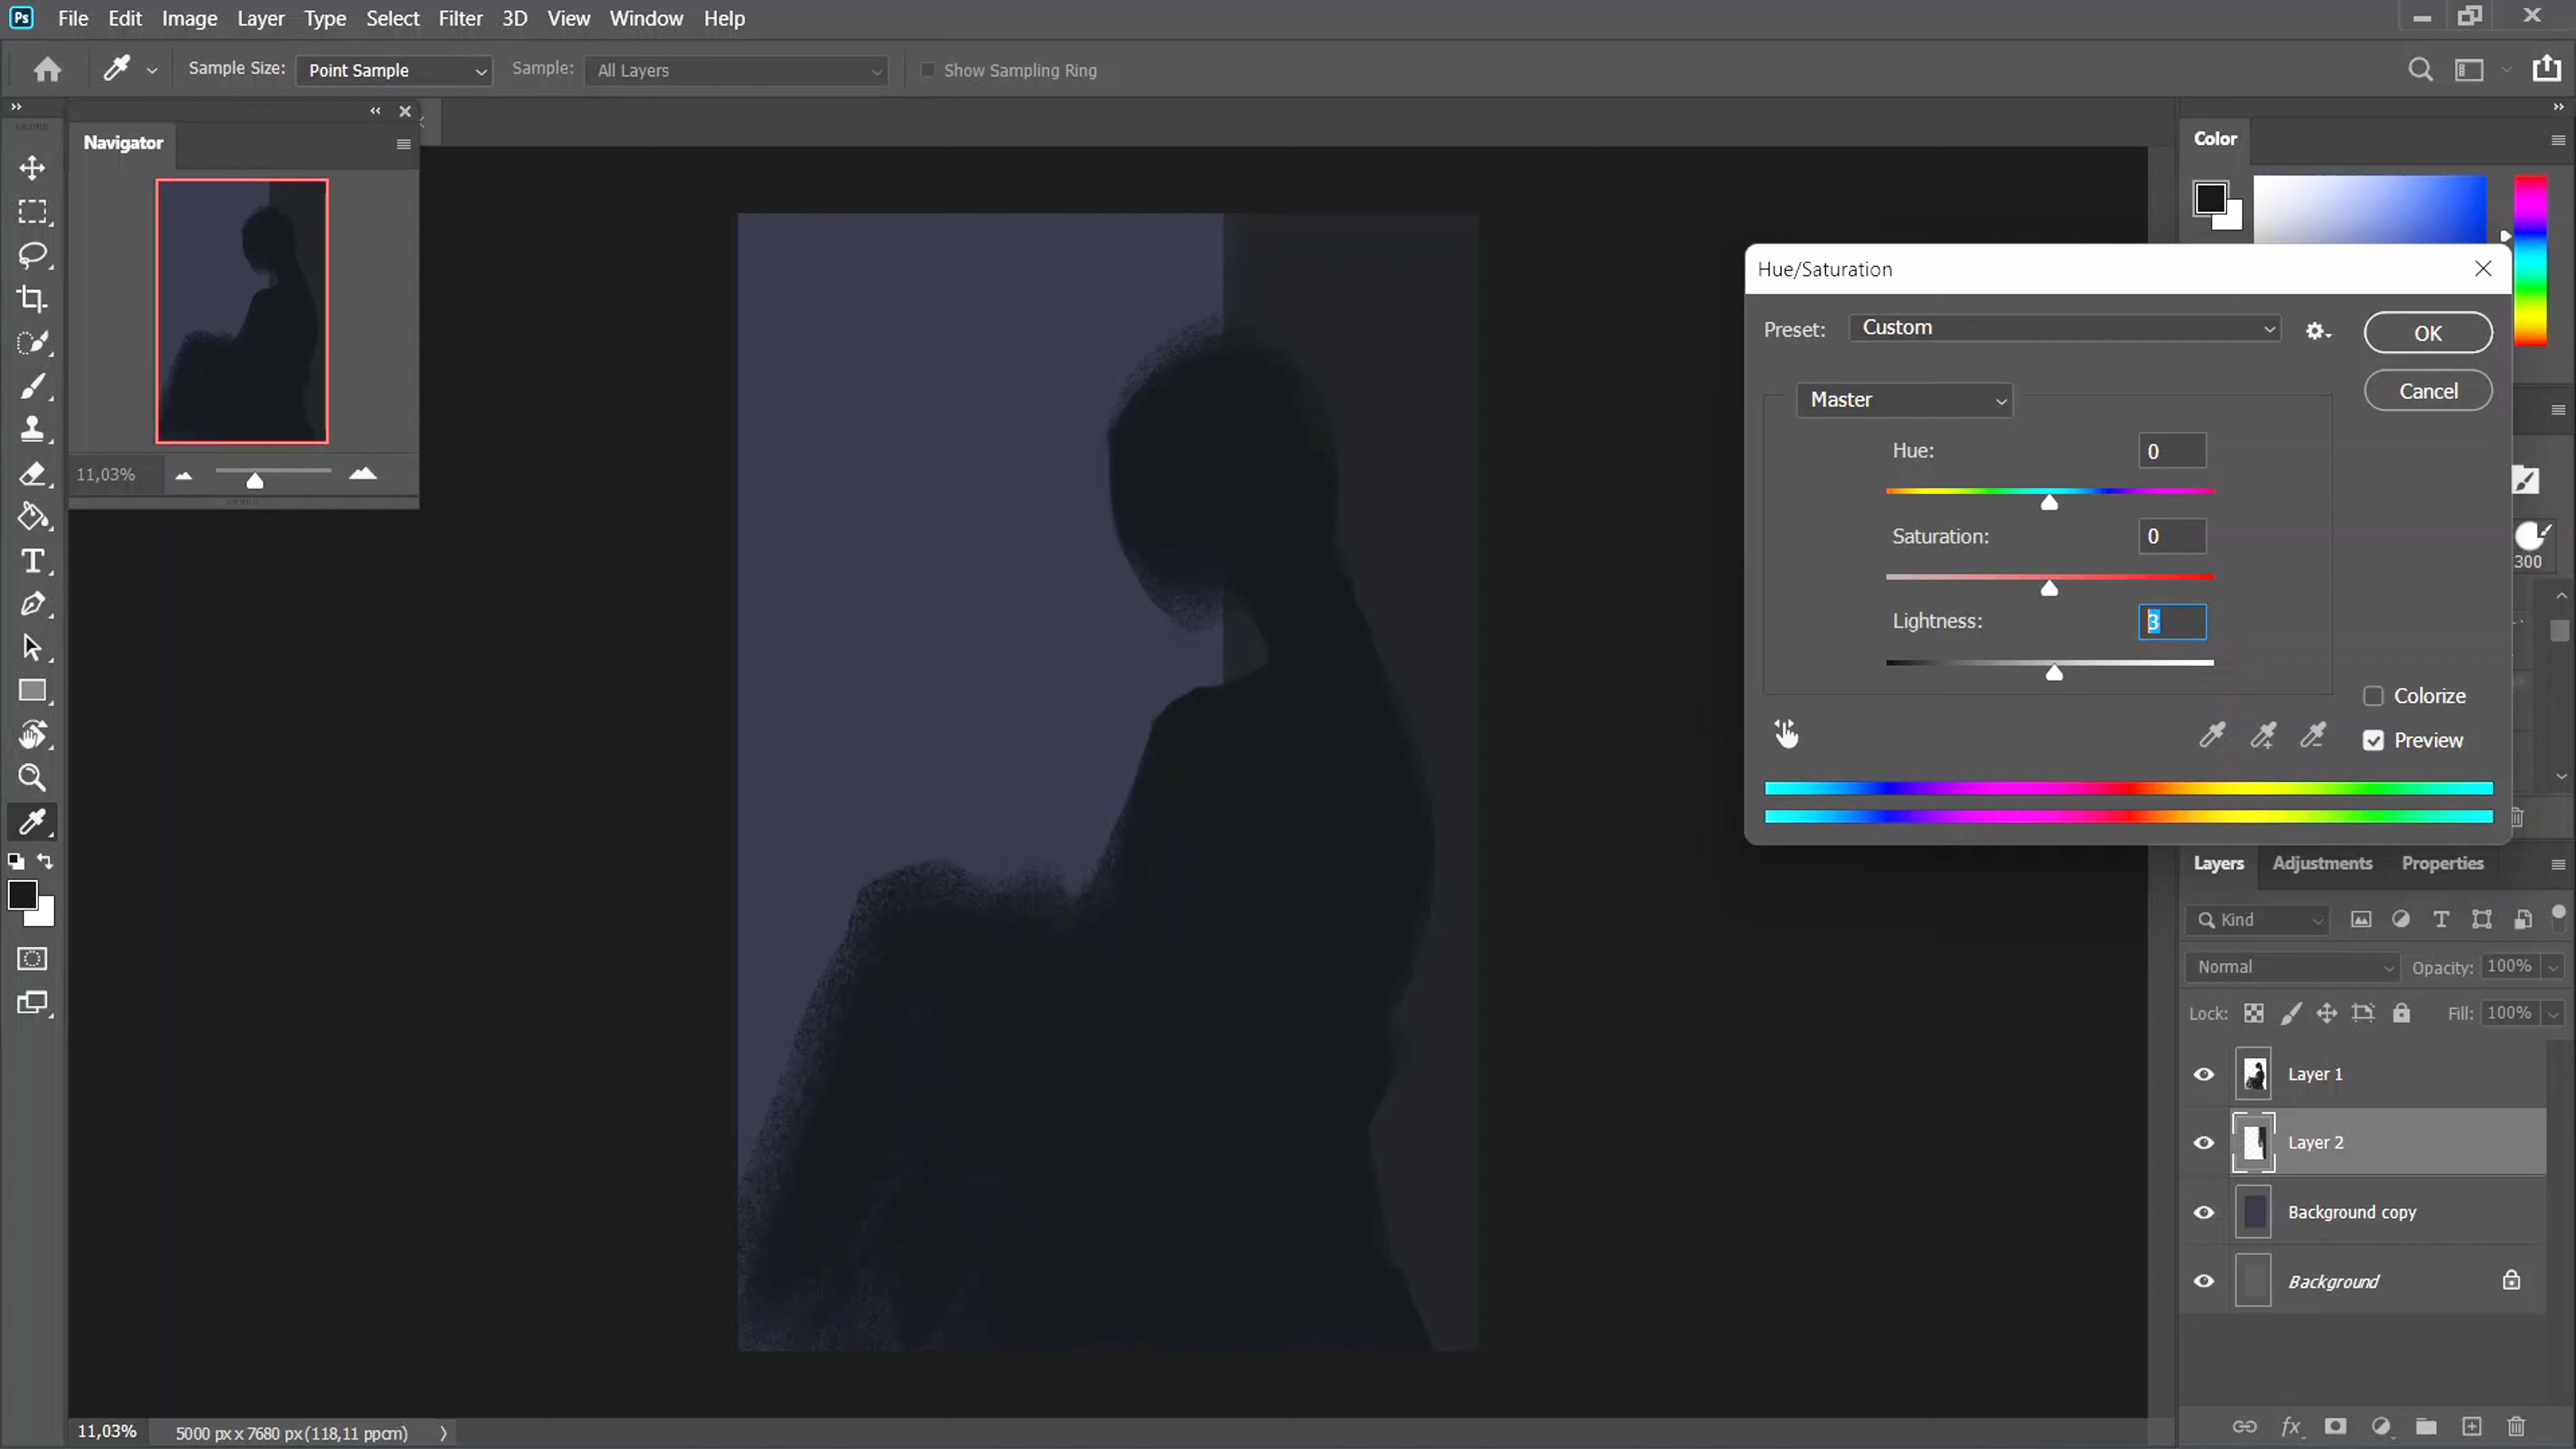 Ps File Edit Image Layer Type Select Filter 3D View Window Help
Sample Size: Point Sample Sample: All Layers Show Sampling Ring
Navigator
11,03%
Color
Hue/Saturation
Preset: Custom
OK
Cancel
Master
Hue: 0
Saturation: 0
Lightness: 3
Colorize
Preview
300
Layers Adjustments Properties
Kind
Normal Opacity: 100%
Lock: Fill: 100%
Layer 1
Layer 2
Background copy
Background
fx
11,03% 5000 px x 7680 px (118,11 ppcm)